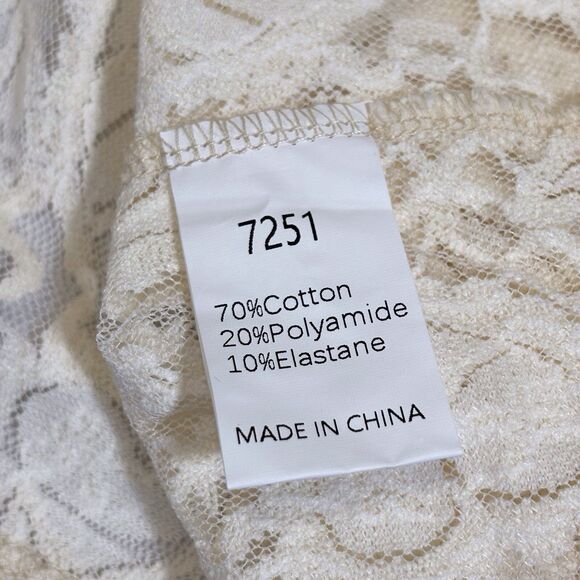 7251
70%Cotton
20%Polyamide
10%Elastane
MADE IN CHINA